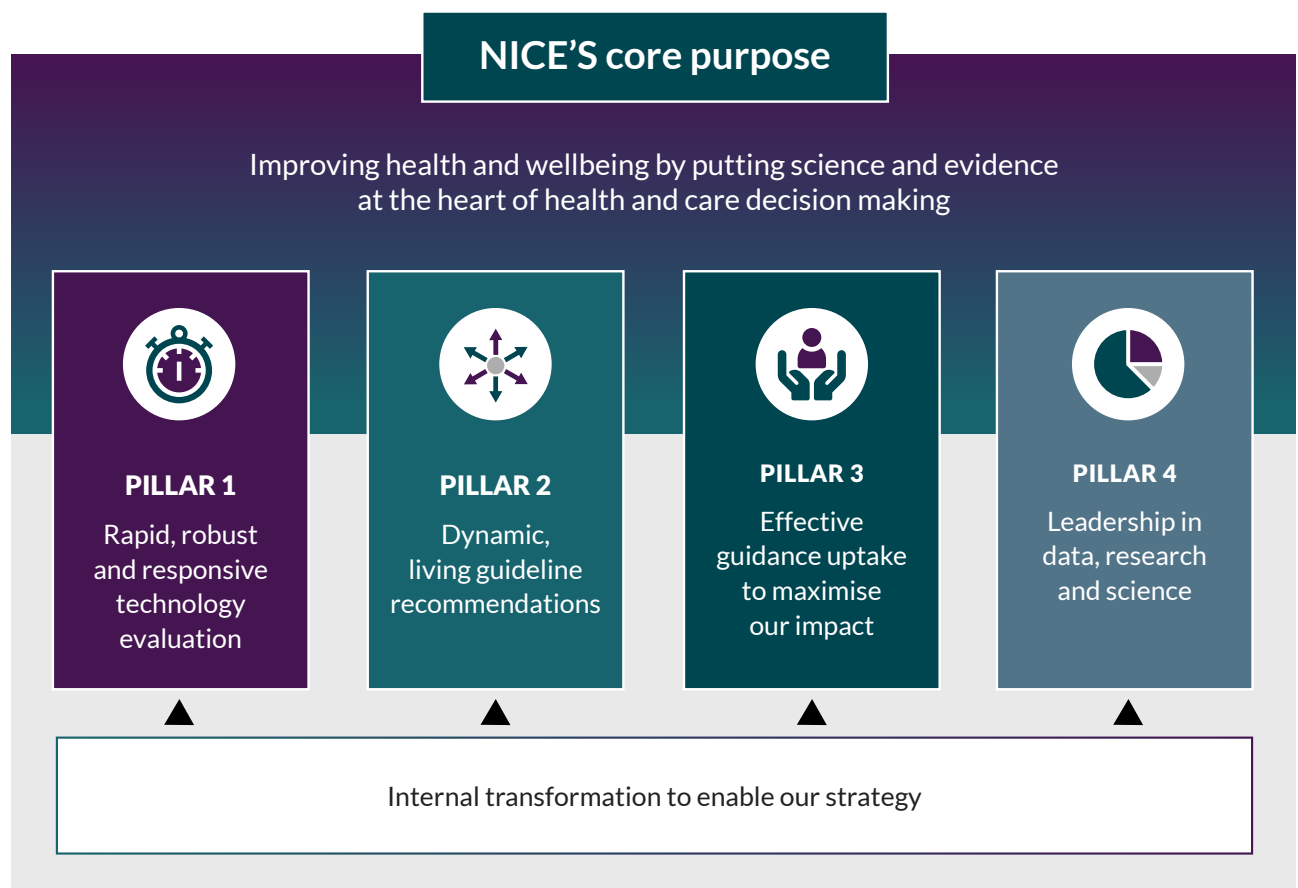 NICE'S core purpose
Improving health and wellbeing by putting science and evidence
at the heart of health and care decision making
PILLAR 1
Rapid, robust
and responsive
technology
evaluation
PILLAR 2
Dynamic,
living guideline
recommendations
PILLAR 3
Effective
guidance uptake
to maximise
our impact
PILLAR 4
Leadership in
data, research
and science
Internal transformation to enable our strategy